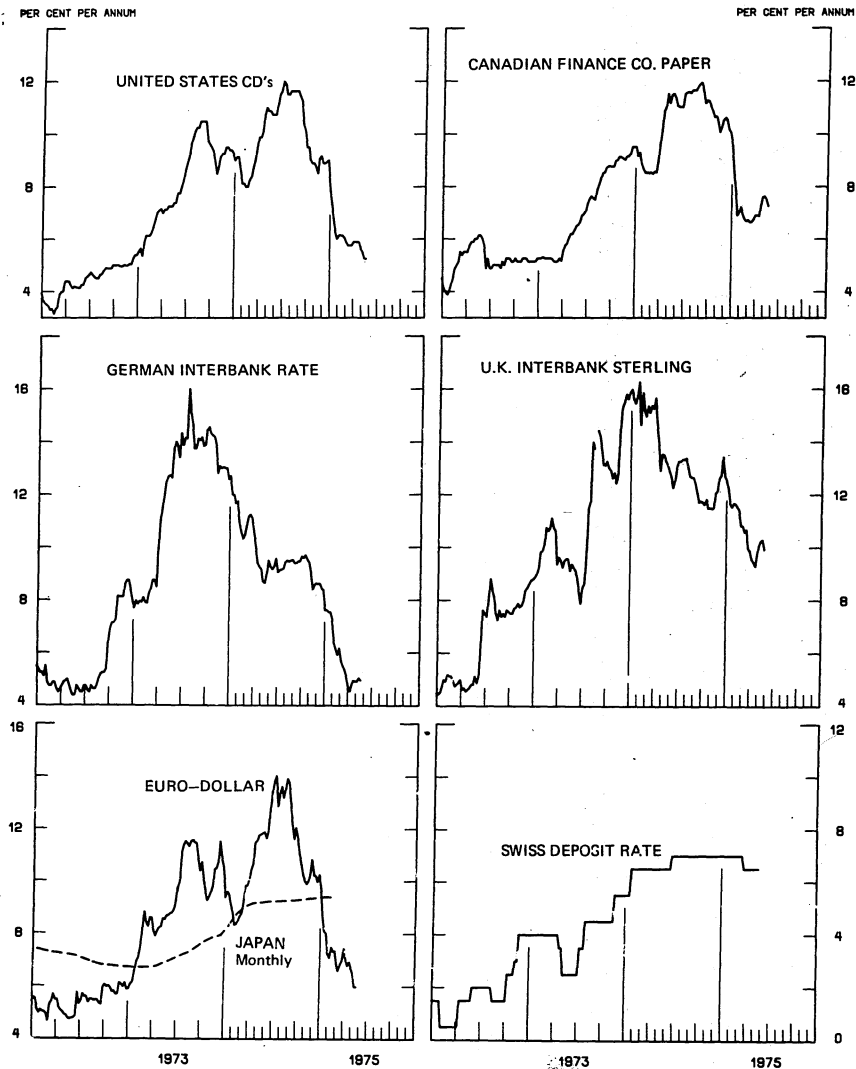 PER CENT PER ANNUM
PER CENT PER ANNUM
UNITED STATES CD's
12
8
4
CANADIAN FINANCE CO. PAPER
12
8
4
GERMAN INTERBANK RATE
16
12
8
4
U.K. INTERBANK STERLING
16
12
8
4
EURO-DOLLAR
JAPAN
Monthly
16
12
8
4
1973
1975
SWISS DEPOSIT RATE
12
8
4
0
1973
1975